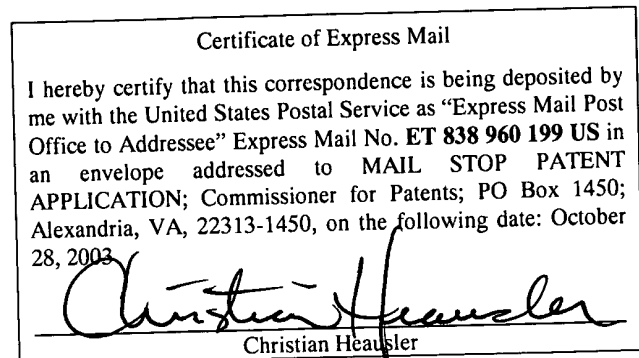 Certificate of Express Mail
I hereby certify that this correspondence is being deposited by
me with the United States Postal Service as “Express Mail Post
Office to Addressee” Express Mail No. ET 838 960 199 US in
an envelope addressed to MAIL STOP PATENT
APPLICATION; Commissioner for Patents; PO Box 1450;
Alexandria, VA, 22313-1450, on the following date: October
28, 2003
Christian Heausler
Christian Heausler